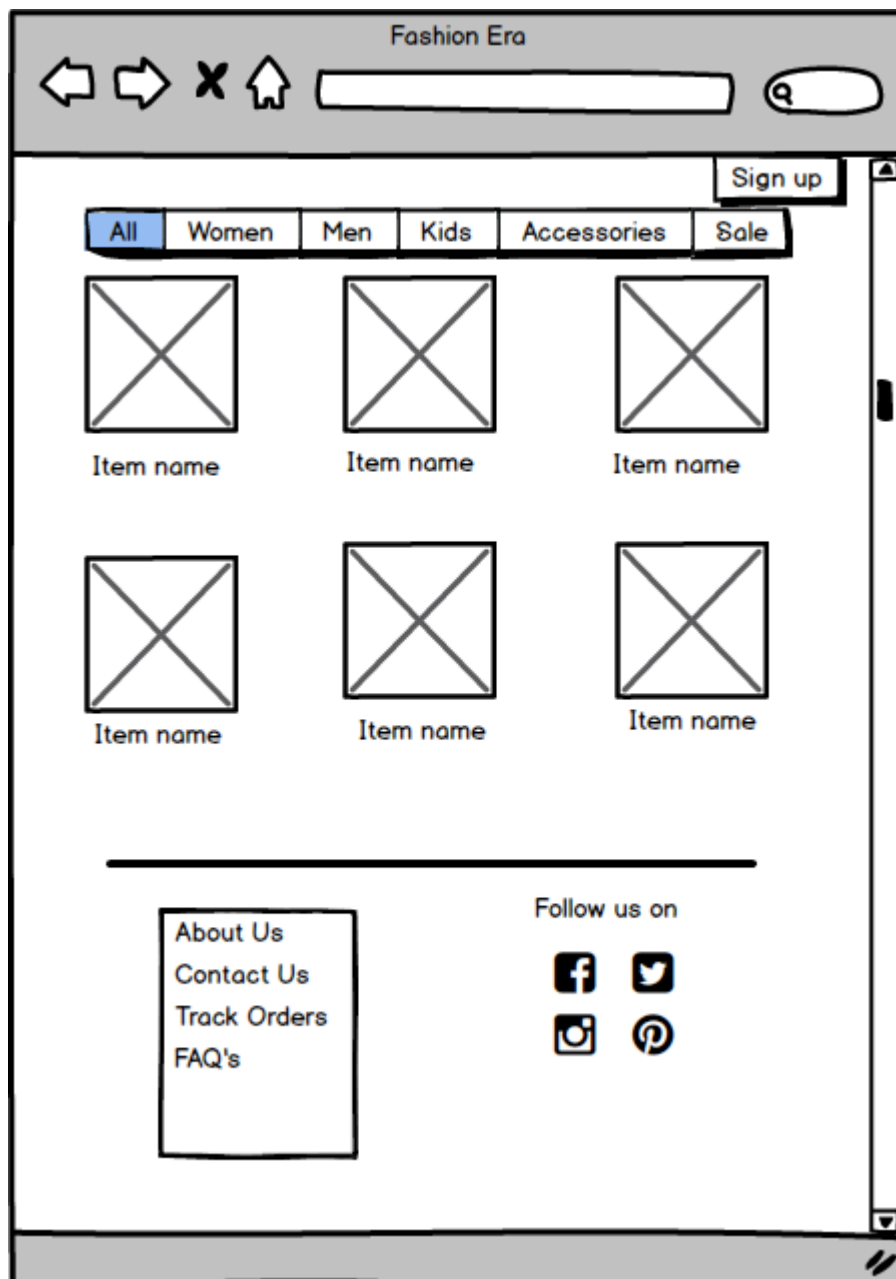 Fashion Era
Sign up
All Women Men Kids Accessories Sale
Item name Item name Item name
Item name Item name Item name
Follow us on
About Us
Contact Us
Track Orders
FAQ's